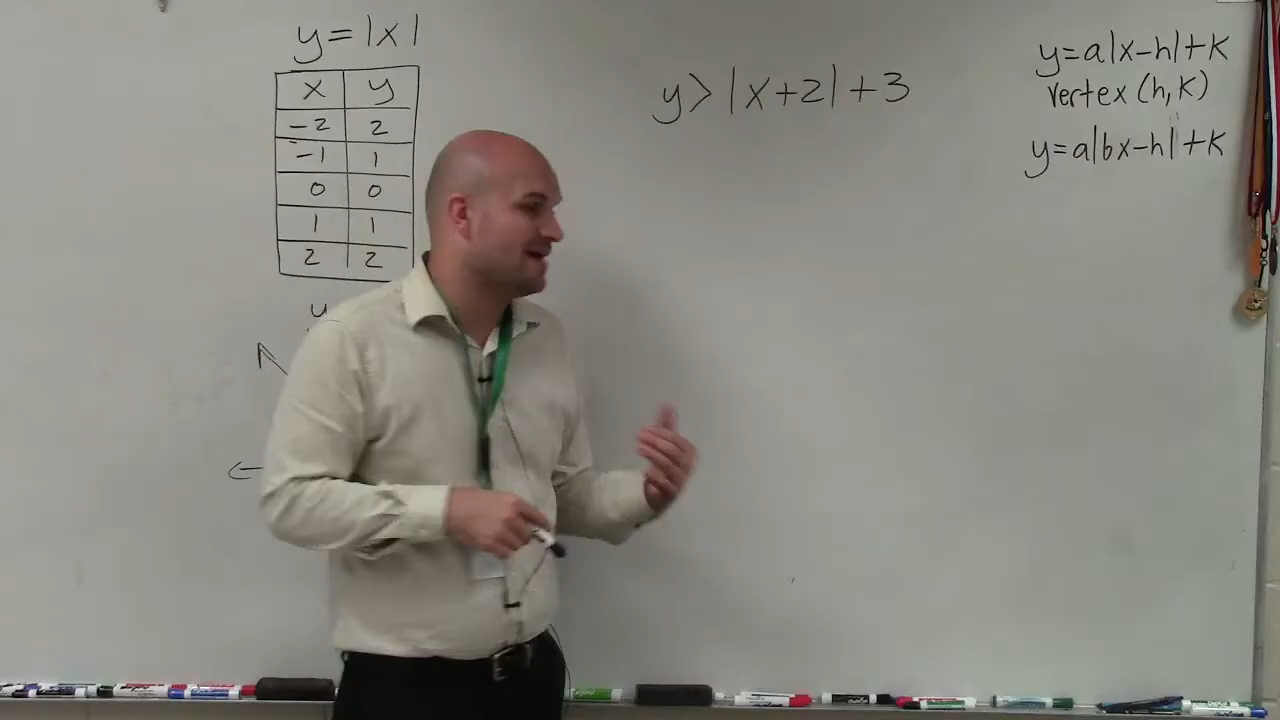 y=|x|
x y
-2 2
-1 1
0 0
1 1
2 2
y
y>|x+2|+3
y=a|x-h|+k
vertex (h,k)
y=a|bx-h|+k